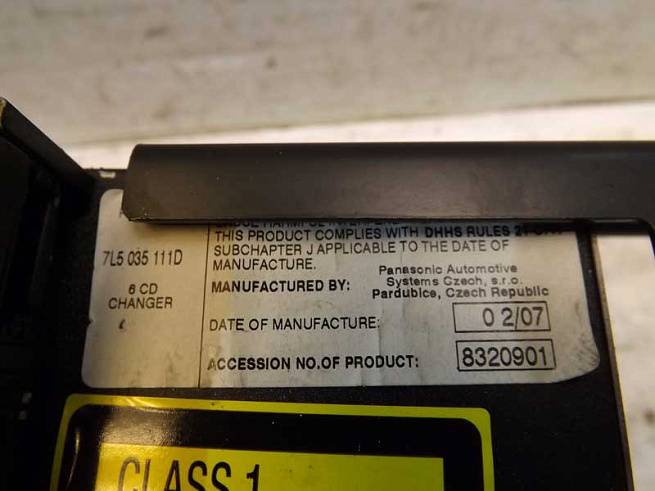 7L5 035 111D
6 CD
CHANGER
THIS PRODUCT COMPLIES WITH DHHS RULES 21
SUBCHAPTER J APPLICABLE TO THE DATE OF
MANUFACTURE.
MANUFACTURED BY: Panasonic Automotive
Systems Czech, s.r.o.
Pardubice, Czech Republic
DATE OF MANUFACTURE: 0 2/07
ACCESSION NO.OF PRODUCT: 8320901
CLASS 1